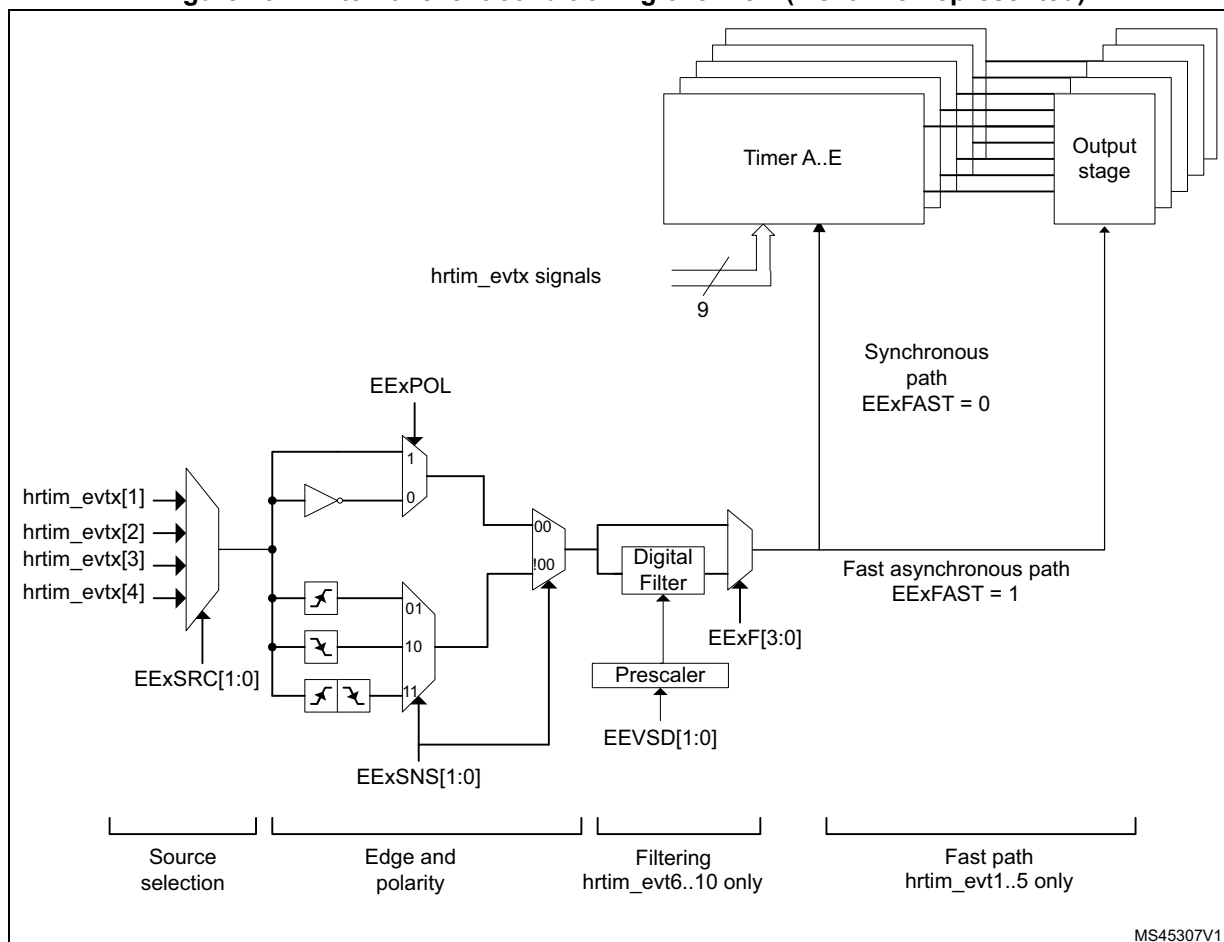 Timer A..E
Output
stage
hrtim_evtx signals
9
Synchronous
path
EExFAST = 0
EExPOL
1
0
hrtim_evtx[1]
hrtim_evtx[2]
hrtim_evtx[3]
hrtim_evtx[4]
00
!00
Digital
Filter
Fast asynchronous path
EExFAST = 1
01
10
11
EExF[3:0]
EExSRC[1:0]
Prescaler
EEVSD[1:0]
EExSNS[1:0]
Source
selection
Edge and
polarity
Filtering
hrtim_evt6..10 only
Fast path
hrtim_evt1..5 only
MS45307V1